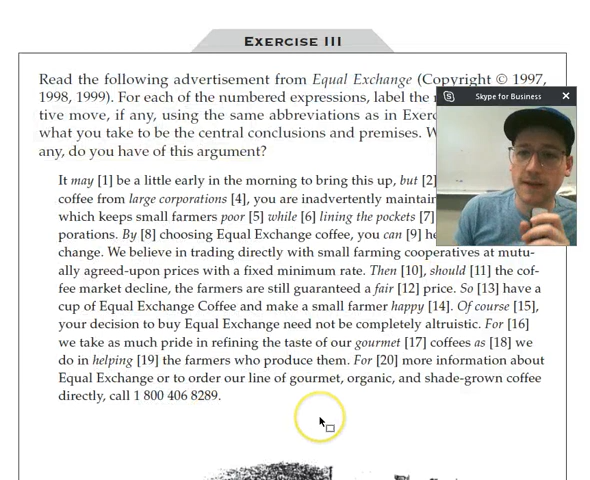 EXERCISE III
Read the following advertisement from Equal Exchange (Copyright © 1997,
1998, 1999). For each of the numbered expressions, label the
tive move, if any, using the same abbreviations as in Exer
what you take to be the central conclusions and premises. W
any, do you have of this argument?
Skype for Business
It may [1] be a little early in the morning to bring this up, but [2]
coffee from large corporations [4], you are inadvertently maintain
which keeps small farmers poor [5] while [6] lining the pockets [7]
porations. By [8] choosing Equal Exchange coffee, you can [9] he
change. We believe in trading directly with small farming cooperatives at mutu-
ally agreed-upon prices with a fixed minimum rate. Then [10], should [11] the cof-
fee market decline, the farmers are still guaranteed a fair [12] price. So [13] have a
cup of Equal Exchange Coffee and make a small farmer happy [14]. Of course [15],
your decision to buy Equal Exchange need not be completely altruistic. For [16]
we take as much pride in refining the taste of our gourmet [17] coffees as [18] we
do in helping [19] the farmers who produce them. For [20] more information about
Equal Exchange or to order our line of gourmet, organic, and shade-grown coffee
directly, call 1 800 406 8289.